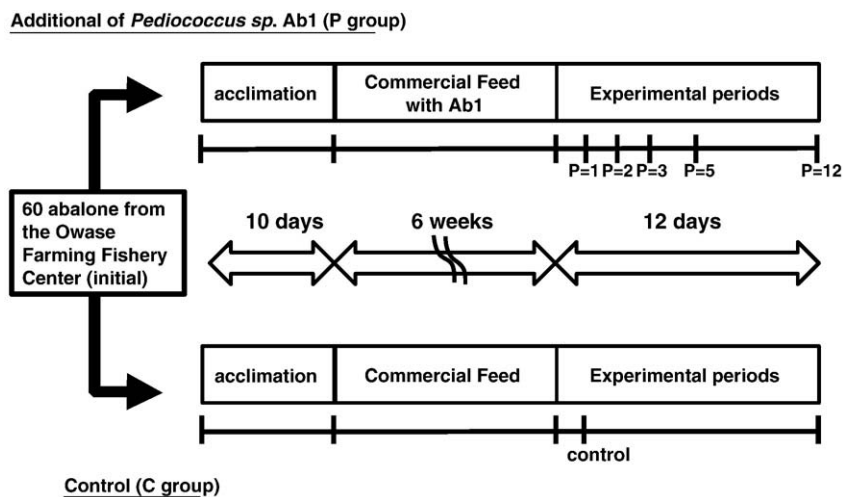 Additional of Pediococcus sp. Ab1 (P group)
acclimation
Commercial Feed
with Ab1
Experimental periods
P=1 P=2 P=3 P=5 P=12
60 abalone from
the Owase
Farming Fishery
Center (initial)
10 days 6 weeks 12 days
acclimation Commercial Feed Experimental periods
control
Control (C group)